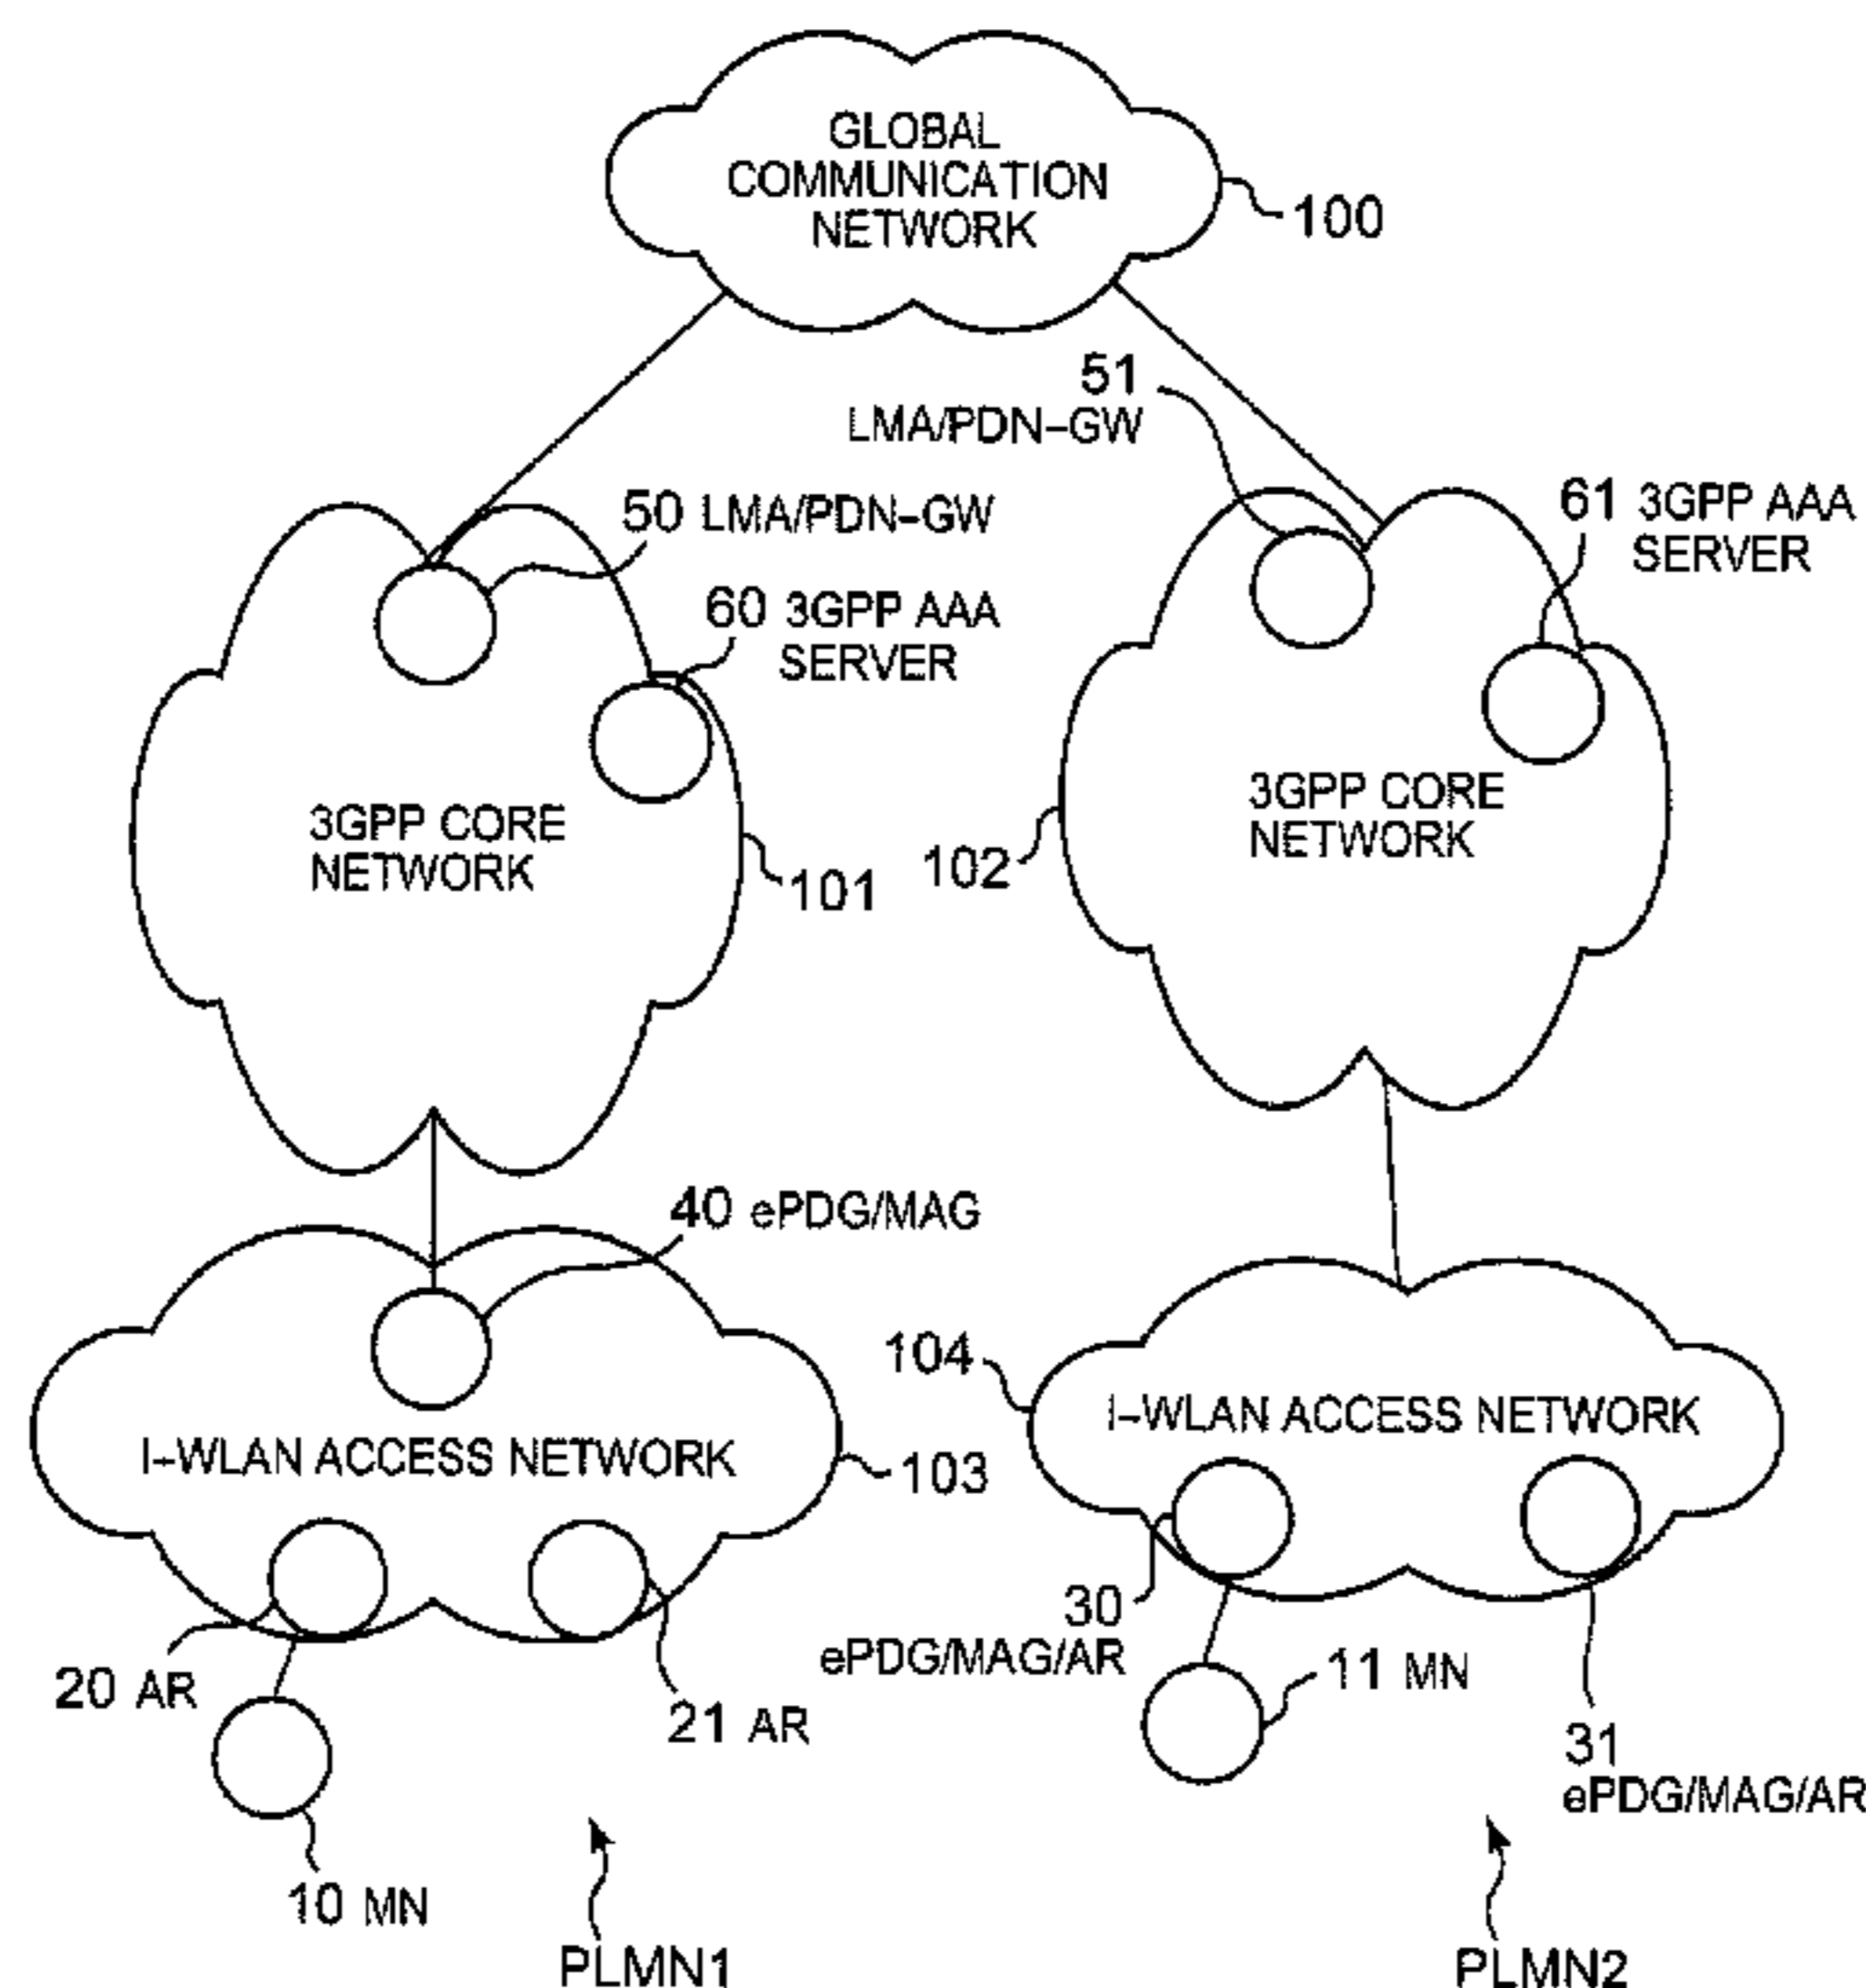 GLOBAL
COMMUNICATION
NETWORK
100
51
LMA/PDN-GW
50 LMA/PDN-GW
61 3GPP AAA
SERVER
60 3GPP AAA
SERVER
3GPP CORE
NETWORK
101
3GPP CORE
NETWORK
102
40 ePDG/MAG
104
I-WLAN ACCESS NETWORK
I-WLAN ACCESS NETWORK
103
30
ePDG/MAG/AR
20 AR
21 AR
11 MN
31
ePDG/MAG/AR
10 MN
PLMN1
PLMN2